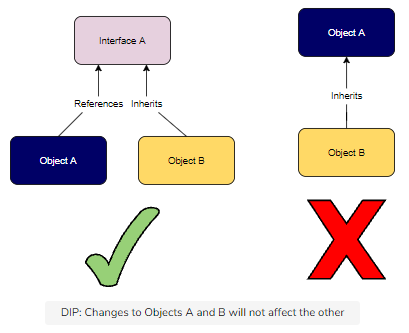 Interface A
Object A
References
Inherits
Inherits
Object A
Object B
Object B
DIP: Changes to Objects A and B will not affect the other